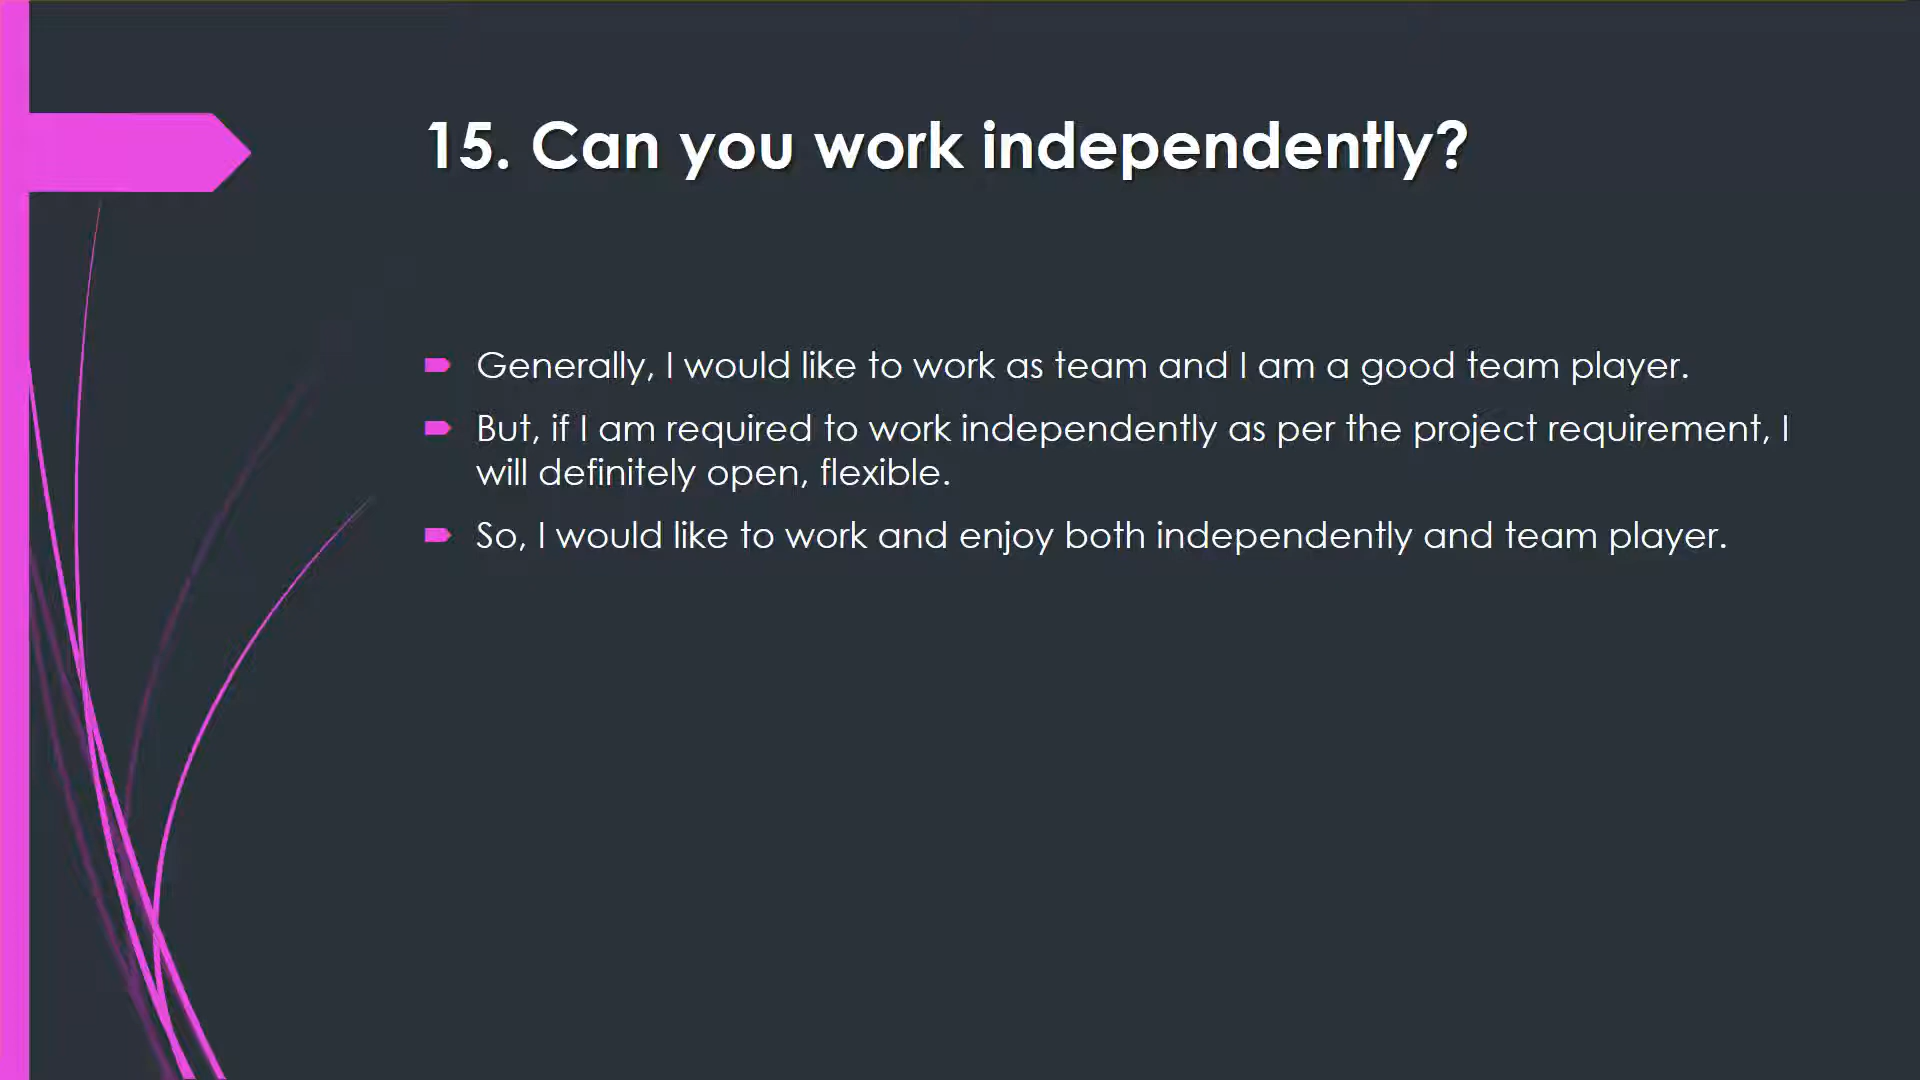 15. Can you work independently?
Generally, I would like to work as team and I am a good team player.
But, if I am required to work independently as per the project requirement, I
will definitely open, flexible.
So, I would like to work and enjoy both independently and team player.